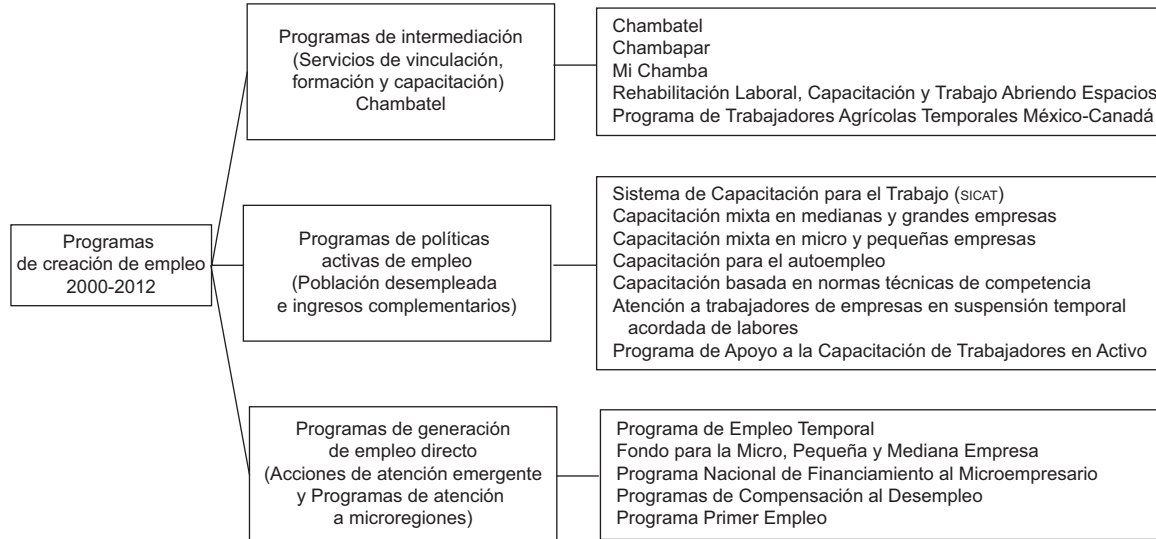 Programas
de creación de empleo
2000-2012
Programas de intermediación
(Servicios de vinculación,
formación y capacitación)
Chambatel
Chambatel
Chambapar
Mi Chamba
Rehabilitación Laboral, Capacitación y Trabajo Abriendo Espacios
Programa de Trabajadores Agrícolas Temporales México-Canadá
Programas de políticas
activas de empleo
(Población desempleada
e ingresos complementarios)
Sistema de Capacitación para el Trabajo (SICAT)
Capacitación mixta en medianas y grandes empresas
Capacitación mixta en micro y pequeñas empresas
Capacitación para el autoempleo
Capacitación basada en normas técnicas de competencia
Atención a trabajadores de empresas en suspensión temporal
acordada de labores
Programa de Apoyo a la Capacitación de Trabajadores en Activo
Programas de generación
de empleo directo
(Acciones de atención emergente
y Programas de atención
a microregiones)
Programa de Empleo Temporal
Fondo para la Micro, Pequeña y Mediana Empresa
Programa Nacional de Financiamiento al Microempresario
Programas de Compensación al Desempleo
Programa Primer Empleo